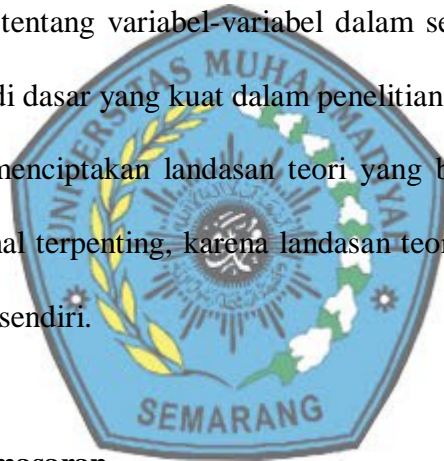 tentang variabel-variabel dalam se
di dasar yang kuat dalam penelitian
menciptakan landasan teori yang b
nal terpenting, karena landasan teor
sendiri.
UNIVERSITAS MUHAMMADIYAH
SEMARANG